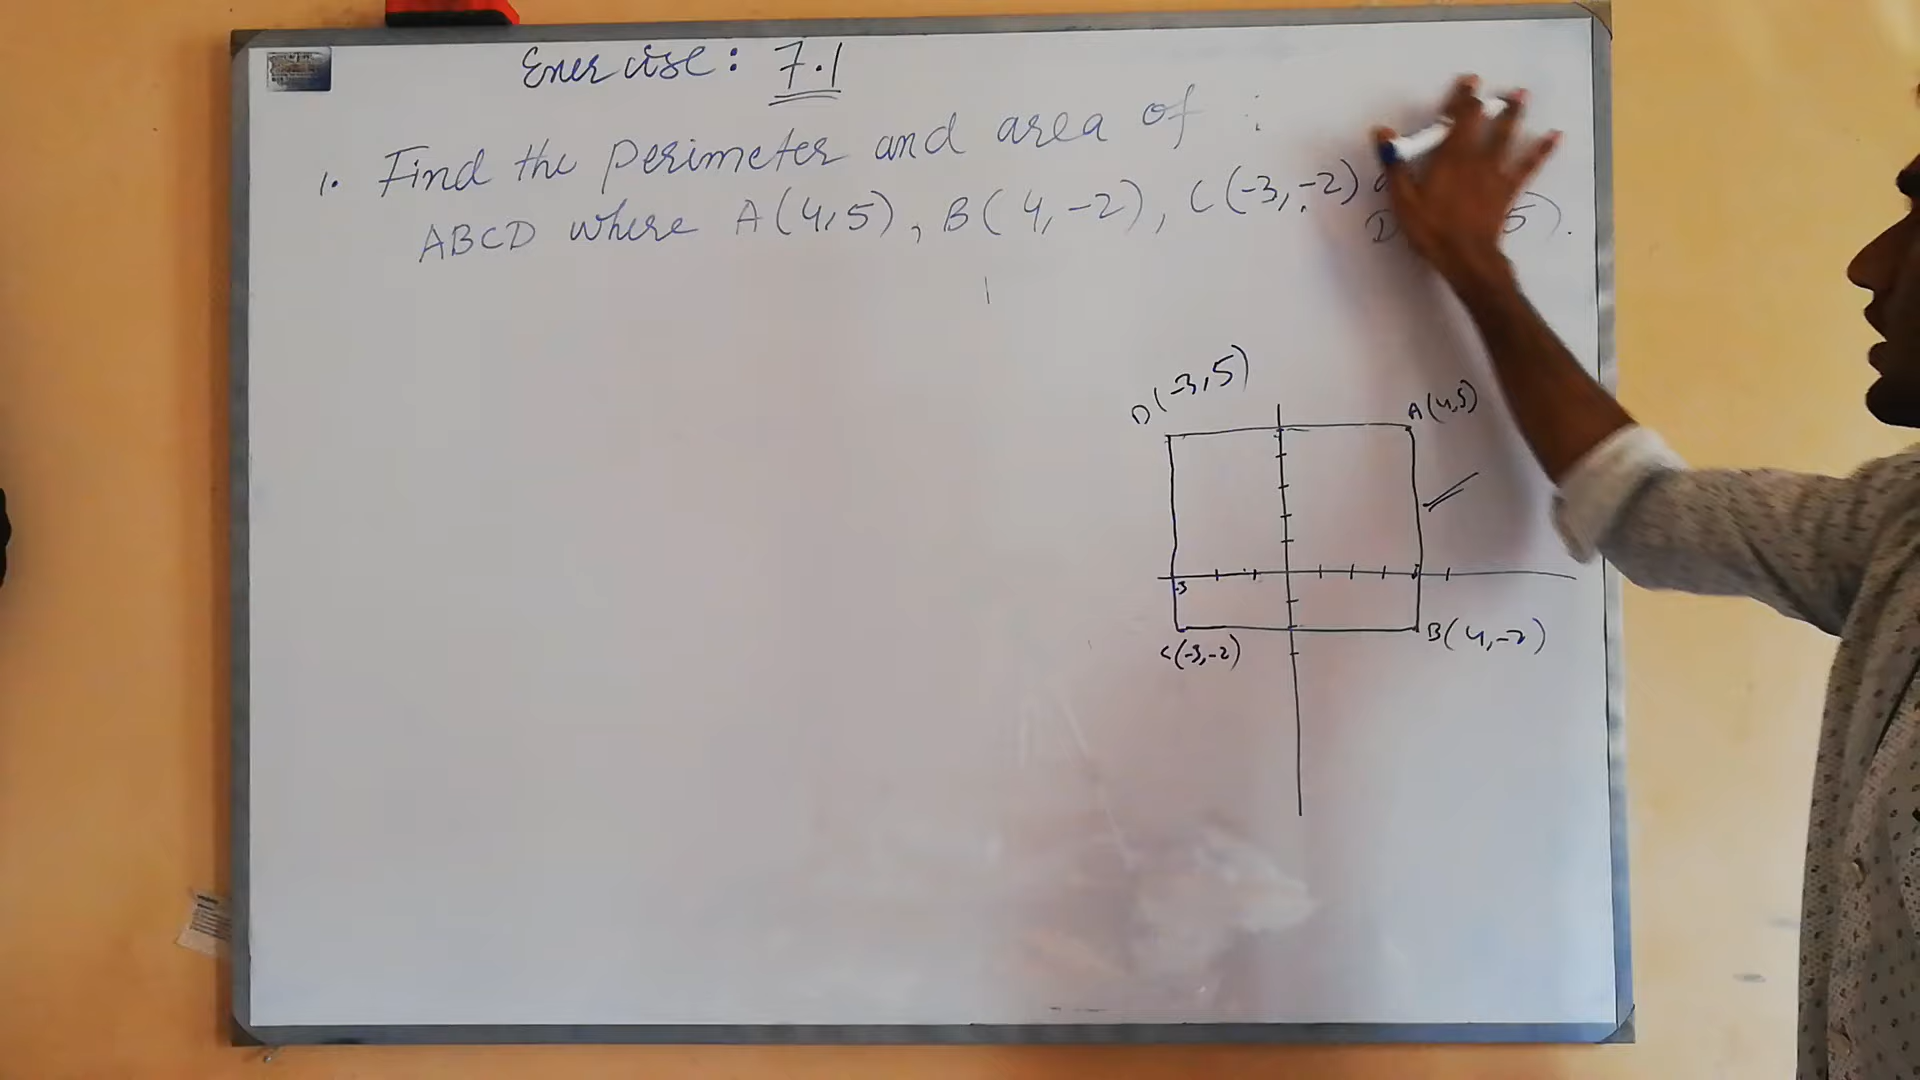 Exercise: 7.1
1. Find the perimeter and area of :
ABCD where A(4,5), B(4,-2), C(-3,-2)
D 5).
D(-3,5)
A(4,5)
-3
C(-3,-2)
B(4,-2)